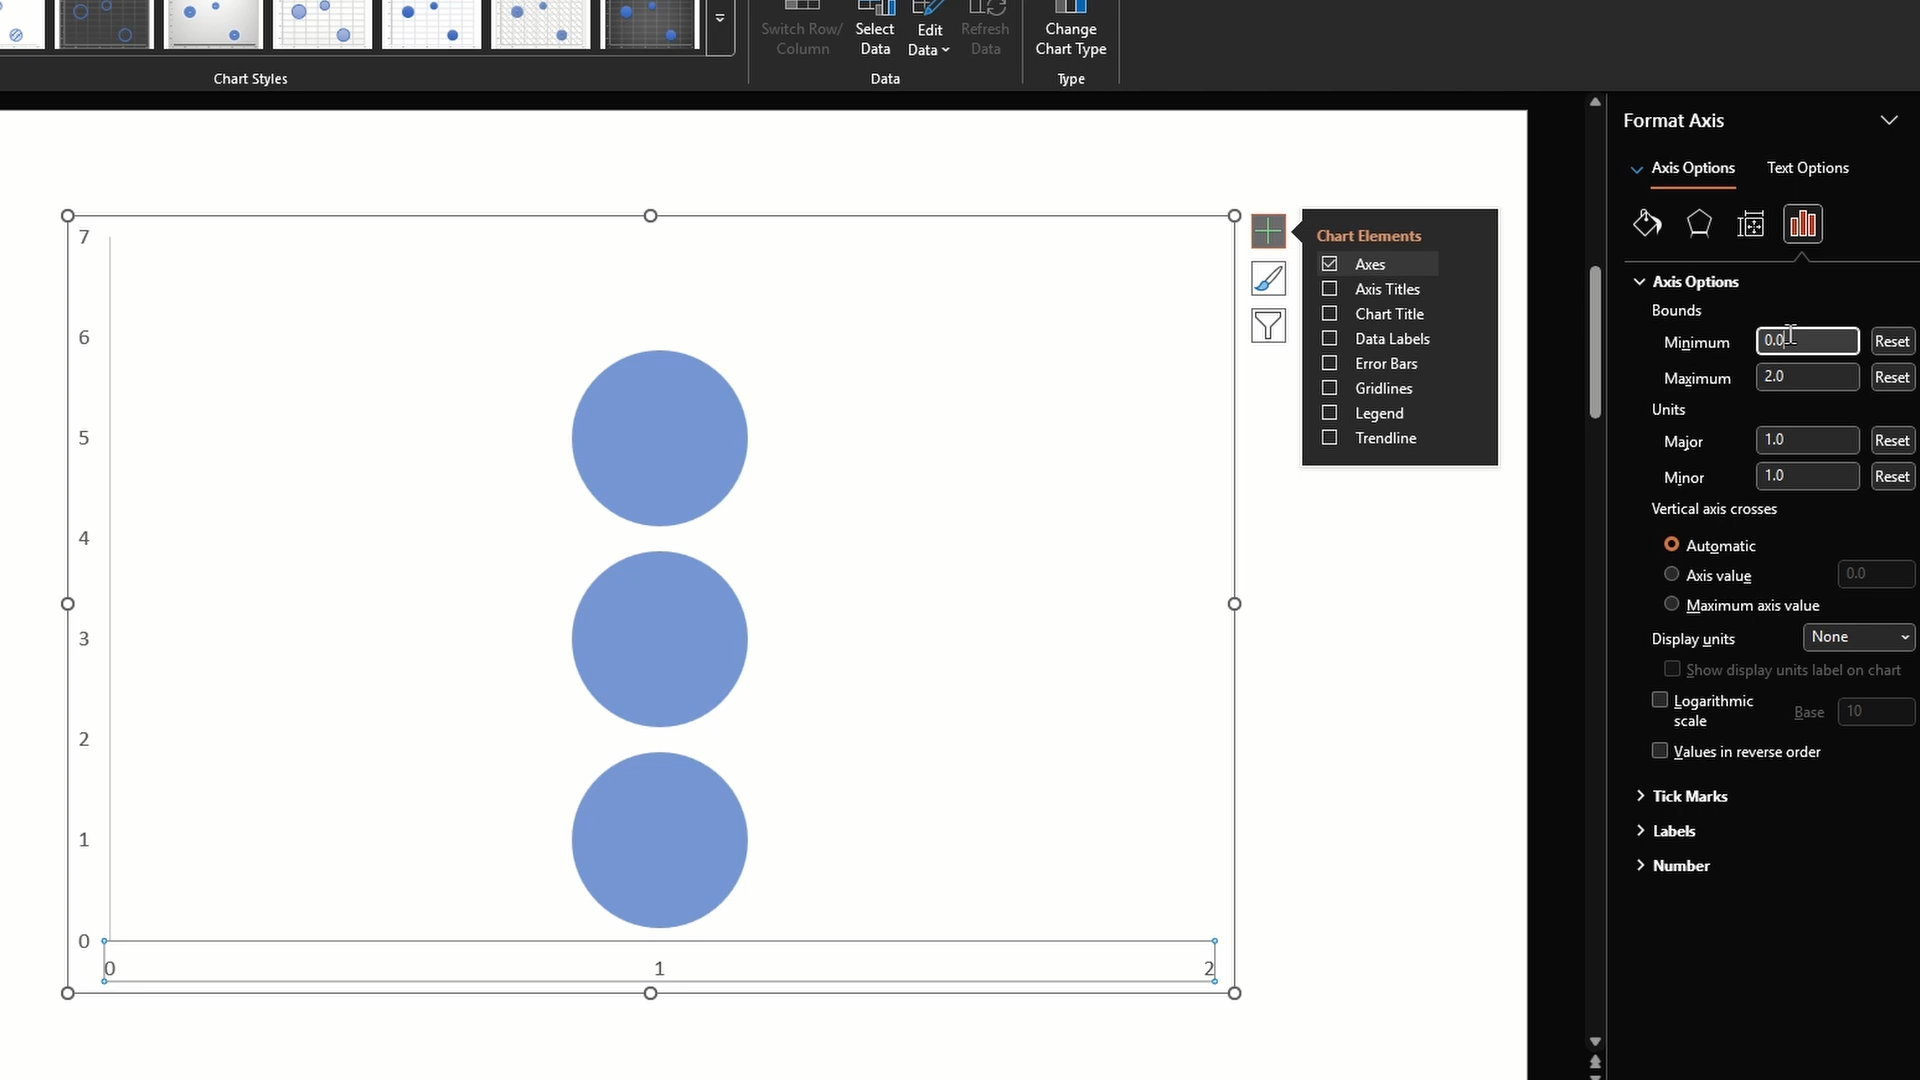 Switch Row/
Column
Select
Data
Edit
Data
Refresh
Data
Change
Chart Type
Chart Styles
Data
Type
Format Axis
Axis Options
Text Options
Chart Elements
Axes
Axis Titles
Chart Title
Data Labels
Error Bars
Gridlines
Legend
Trendline
Axis Options
Bounds
Minimum
0.0
Reset
Maximum
2.0
Reset
Units
Major
1.0
Reset
Minor
1.0
Reset
Vertical axis crosses
Automatic
Axis value
0.0
Maximum axis value
Display units
None
Show display units label on chart
Logarithmic
scale
Base
10
Values in reverse order
Tick Marks
Labels
Number
7
6
5
4
3
2
1
0
0
1
2